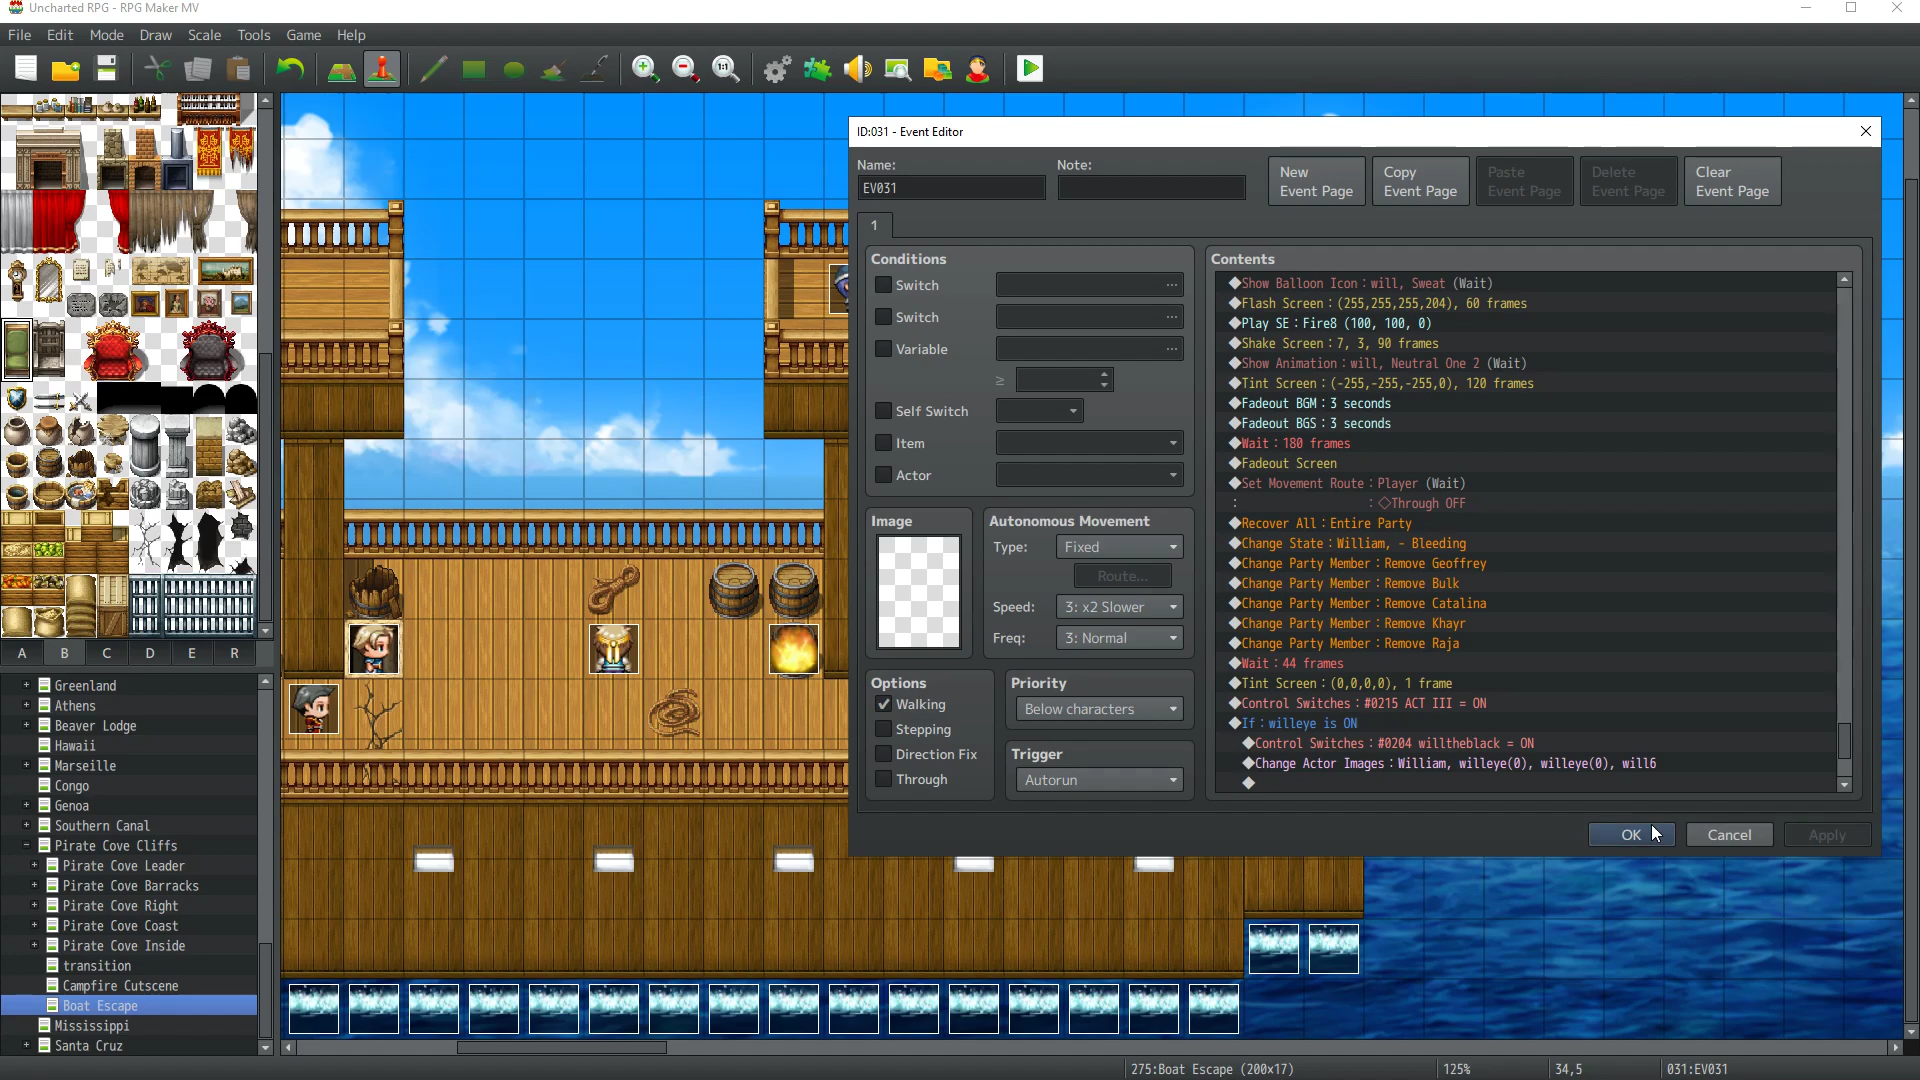 Uncharted RPG - RPG Maker MV
File Edit Mode Draw Scale Tools Game Help
1:1
ID:031 - Event Editor
Name:
Note:
EV031
New Event Page
Copy Event Page
Paste Event Page
Delete Event Page
Clear Event Page
1
Conditions
Switch ...
Switch ...
Variable ...
≥
Self Switch
Item
Actor
Image
Autonomous Movement
Type: Fixed
Route...
Speed: 3: x2 Slower
Freq: 3: Normal
Options
Walking
Stepping
Direction Fix
Through
Priority
Below characters
Trigger
Autorun
Contents
◆Show Balloon Icon：will, Sweat (Wait)
◆Flash Screen：(255,255,255,204), 60 frames
◆Play SE：Fire8 (100, 100, 0)
◆Shake Screen：7, 3, 90 frames
◆Show Animation：will, Neutral One 2 (Wait)
◆Tint Screen：(-255,-255,-255,0), 120 frames
◆Fadeout BGM：3 seconds
◆Fadeout BGS：3 seconds
◆Wait：180 frames
◆Fadeout Screen
◆Set Movement Route：Player (Wait)
：　　　　　　　　　　：◇Through OFF
◆Recover All：Entire Party
◆Change State：William, - Bleeding
◆Change Party Member：Remove Geoffrey
◆Change Party Member：Remove Bulk
◆Change Party Member：Remove Catalina
◆Change Party Member：Remove Khayr
◆Change Party Member：Remove Raja
◆Wait：44 frames
◆Tint Screen：(0,0,0,0), 1 frame
◆Control Switches：#0215 ACT III = ON
◆If：willeye is ON
◆Control Switches：#0204 willtheblack = ON
◆Change Actor Images：William, willeye(0), willeye(0), will6
◆
OK
Cancel
Apply
A B C D E R
Greenland
Athens
Beaver Lodge
Hawaii
Marseille
Congo
Genoa
Southern Canal
Pirate Cove Cliffs
Pirate Cove Leader
Pirate Cove Barracks
Pirate Cove Right
Pirate Cove Coast
Pirate Cove Inside
transition
Campfire Cutscene
Boat Escape
Mississippi
Santa Cruz
275:Boat Escape (200×17)
125%
34,5
031:EV031